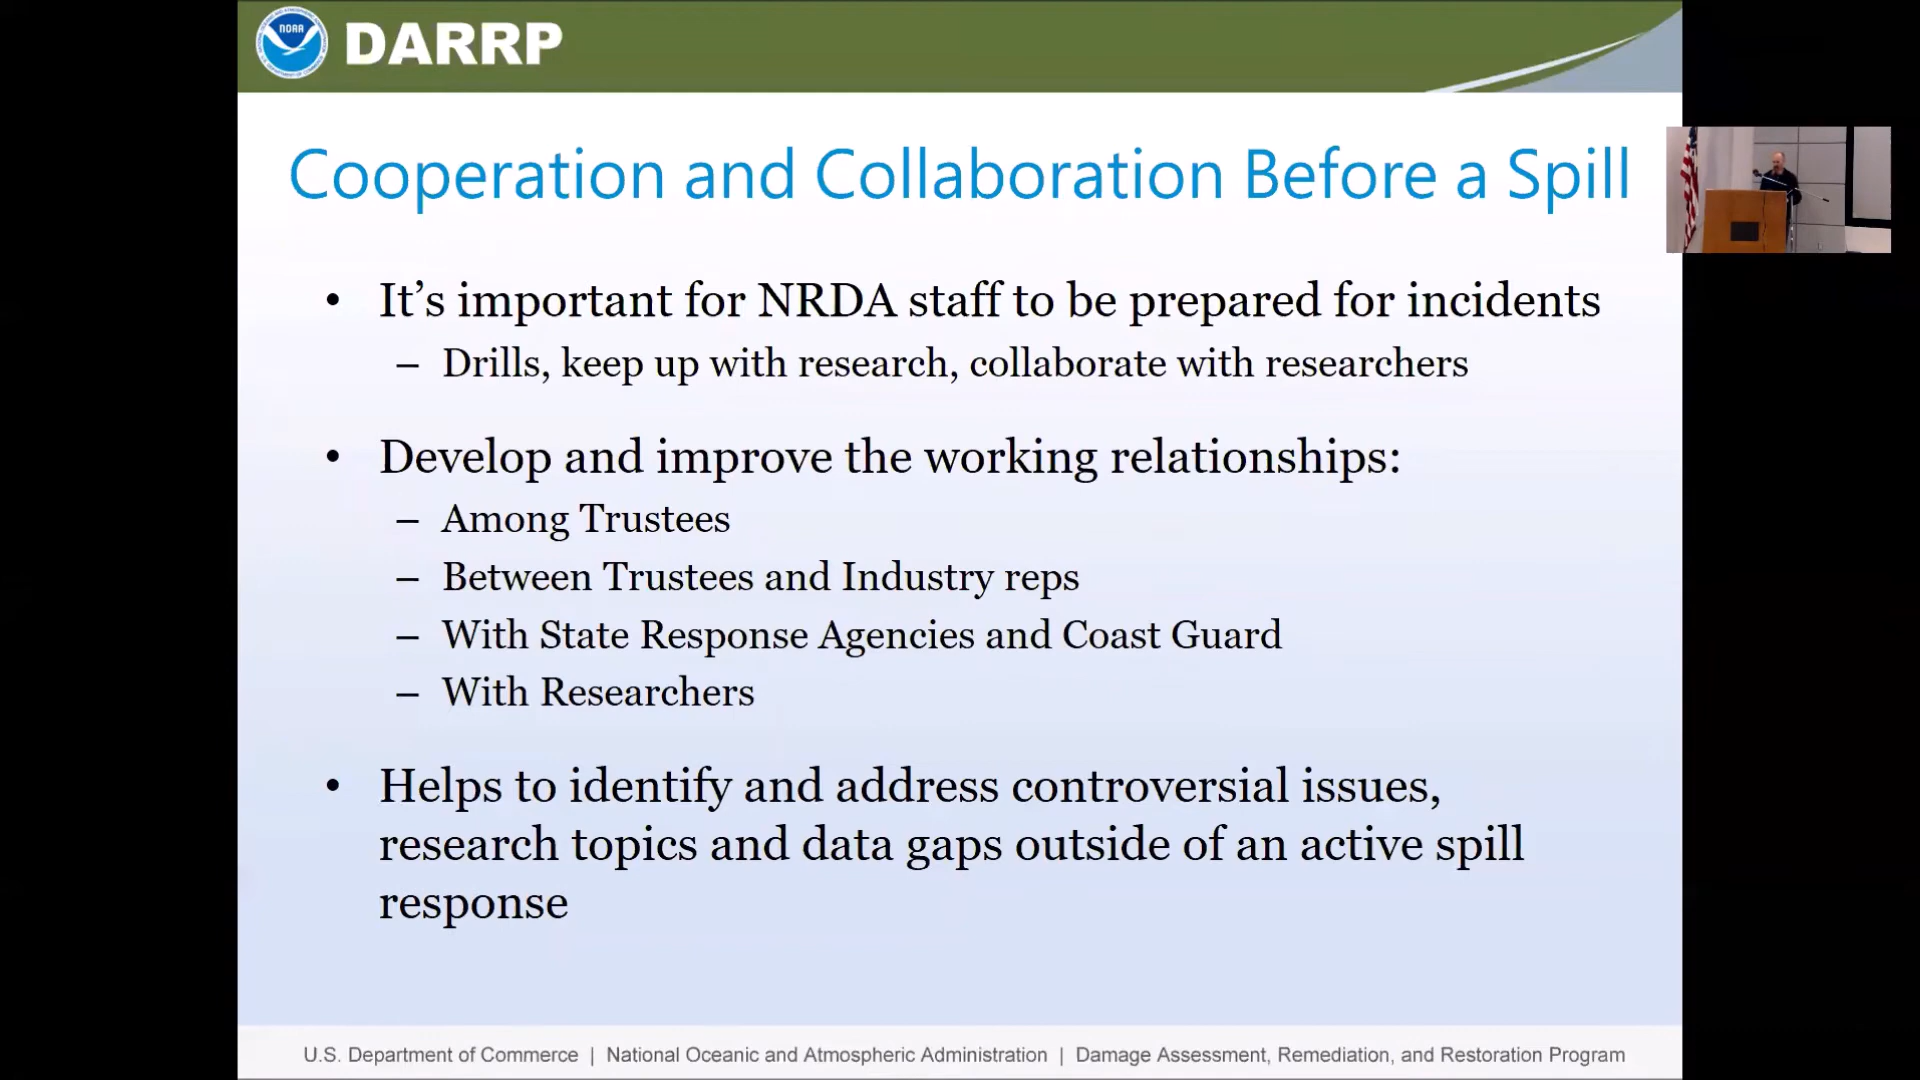 NOAA
DARRP
Cooperation and Collaboration Before a Spill
• It's important for NRDA staff to be prepared for incidents
– Drills, keep up with research, collaborate with researchers
• Develop and improve the working relationships:
– Among Trustees
– Between Trustees and Industry reps
– With State Response Agencies and Coast Guard
– With Researchers
• Helps to identify and address controversial issues,
research topics and data gaps outside of an active spill
response
U.S. Department of Commerce | National Oceanic and Atmospheric Administration | Damage Assessment, Remediation, and Restoration Program